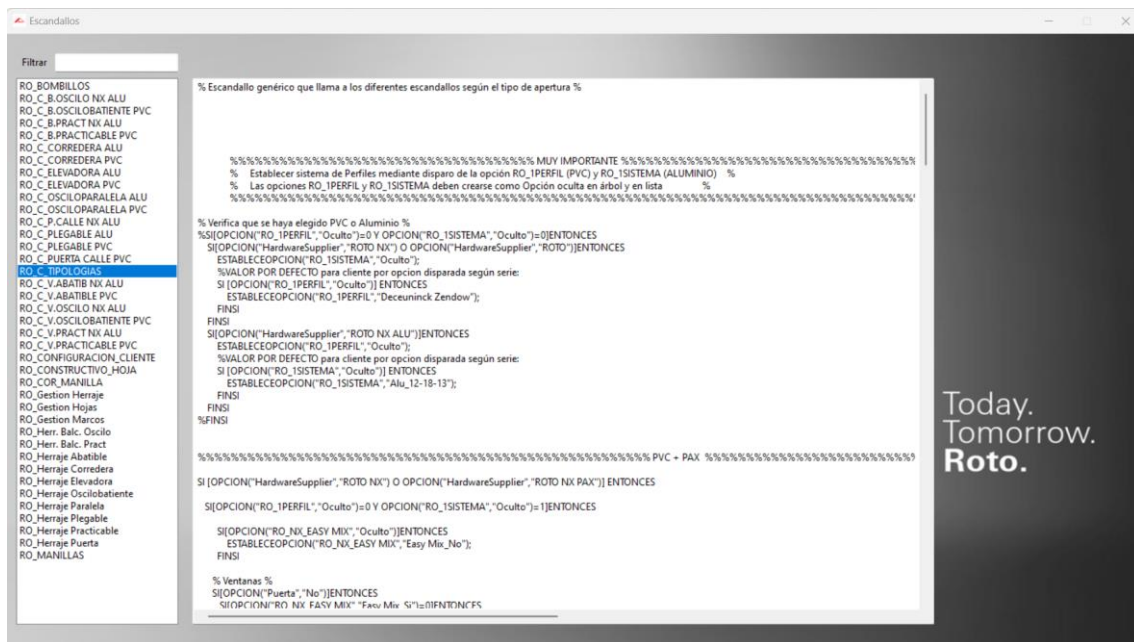 Escandallos
Filtrar
RO_BOMBILLOS
RO_C_B.OSCILO NX ALU
RO_C_B.OSCILOBATIENTE PVC
RO_C_B.PRACT NX ALU
RO_C_B.PRACTICABLE PVC
RO_C_CORREDERA ALU
RO_C_CORREDERA PVC
RO_C_ELEVADORA ALU
RO_C_ELEVADORA PVC
RO_C_OSCILOPARALELA ALU
RO_C_OSCILOPARALELA PVC
RO_C_P.CALLE NX ALU
RO_C_PLEGABLE ALU
RO_C_PLEGABLE PVC
RO_C_PUERTA CALLE PVC
RO_C_TIPOLOGIAS
RO_C_V.ABATIB NX ALU
RO_C_V.ABATIBLE PVC
RO_C_V.OSCILO NX ALU
RO_C_V.OSCILOBATIENTE PVC
RO_C_V.PRACT NX ALU
RO_C_V.PRACTICABLE PVC
RO_CONFIGURACION_CLIENTE
RO_CONSTRUCTIVO_HOJA
RO_COR_MANILLA
RO_Gestion Herraje
RO_Gestion Hojas
RO_Gestion Marcos
RO_Herr. Balc. Oscilo
RO_Herr. Balc. Pract
RO_Herraje Abatible
RO_Herraje Corredera
RO_Herraje Elevadora
RO_Herraje Oscilobatiente
RO_Herraje Paralela
RO_Herraje Plegable
RO_Herraje Practicable
RO_Herraje Puerta
RO_MANILLAS
% Escandallo genérico que llama a los diferentes escandallos según el tipo de apertura %
%%%%%%%%%%%%%%%%%%%%%%%%%%%%%%%%%%%%% MUY IMPORTANTE %%%%%%%%%%%%%%%%%%%%%%%%%%%%%%%%%%%%
% Establecer sistema de Perfiles mediante disparo de la opción RO_1PERFIL (PVC) y RO_1SISTEMA (ALUMINIO) %
% Las opciones RO_1PERFIL y RO_1SISTEMA deben crearse como Opción oculta en árbol y en lista %
%%%%%%%%%%%%%%%%%%%%%%%%%%%%%%%%%%%%%%%%%%%%%%%%%%%%%%%%%%%%%%%%%%%%%%%%%%%%%%%%%%%%%
% Verifica que se haya elegido PVC o Aluminio %
%SI[OPCION("RO_1PERFIL","Oculto")=0 Y OPCION("RO_1SISTEMA","Oculto")=0]ENTONCES
SI[OPCION("HardwareSupplier","ROTO NX") O OPCION("HardwareSupplier","ROTO")]ENTONCES
ESTABLECEOPCION("RO_1SISTEMA","Oculto");
%VALOR POR DEFECTO para cliente por opcion disparada según serie:
SI [OPCION("RO_1PERFIL","Oculto")] ENTONCES
ESTABLECEOPCION("RO_1PERFIL","Deceuninck Zendow");
FINSI
FINSI
SI[OPCION("HardwareSupplier","ROTO NX ALU")]ENTONCES
ESTABLECEOPCION("RO_1PERFIL","Oculto");
%VALOR POR DEFECTO para cliente por opcion disparada según serie:
SI [OPCION("RO_1SISTEMA","Oculto")] ENTONCES
ESTABLECEOPCION("RO_1SISTEMA","Alu_12-18-13");
FINSI
FINSI
%FINSI
%%%%%%%%%%%%%%%%%%%%%%%%%%%%%%%%%%%%%%%%%%%%%%%%%%%%%%% PVC + PAX %%%%%%%%%%%%%%%%%%%%%%%%%%
SI [OPCION("HardwareSupplier","ROTO NX") O OPCION("HardwareSupplier","ROTO NX PAX")] ENTONCES
SI[OPCION("RO_1PERFIL","Oculto")=0 Y OPCION("RO_1SISTEMA","Oculto")=1]ENTONCES
SI[OPCION("RO_NX_EASY MIX","Oculto")]ENTONCES
ESTABLECEOPCION("RO_NX_EASY MIX","Easy Mix_No");
FINSI
% Ventanas %
SI[OPCION("Puerta","No")]ENTONCES
SI[OPCION("RO_NX_EASY MIX","Easy Mix_Si")=0]ENTONCES
Today.
Tomorrow.
Roto.